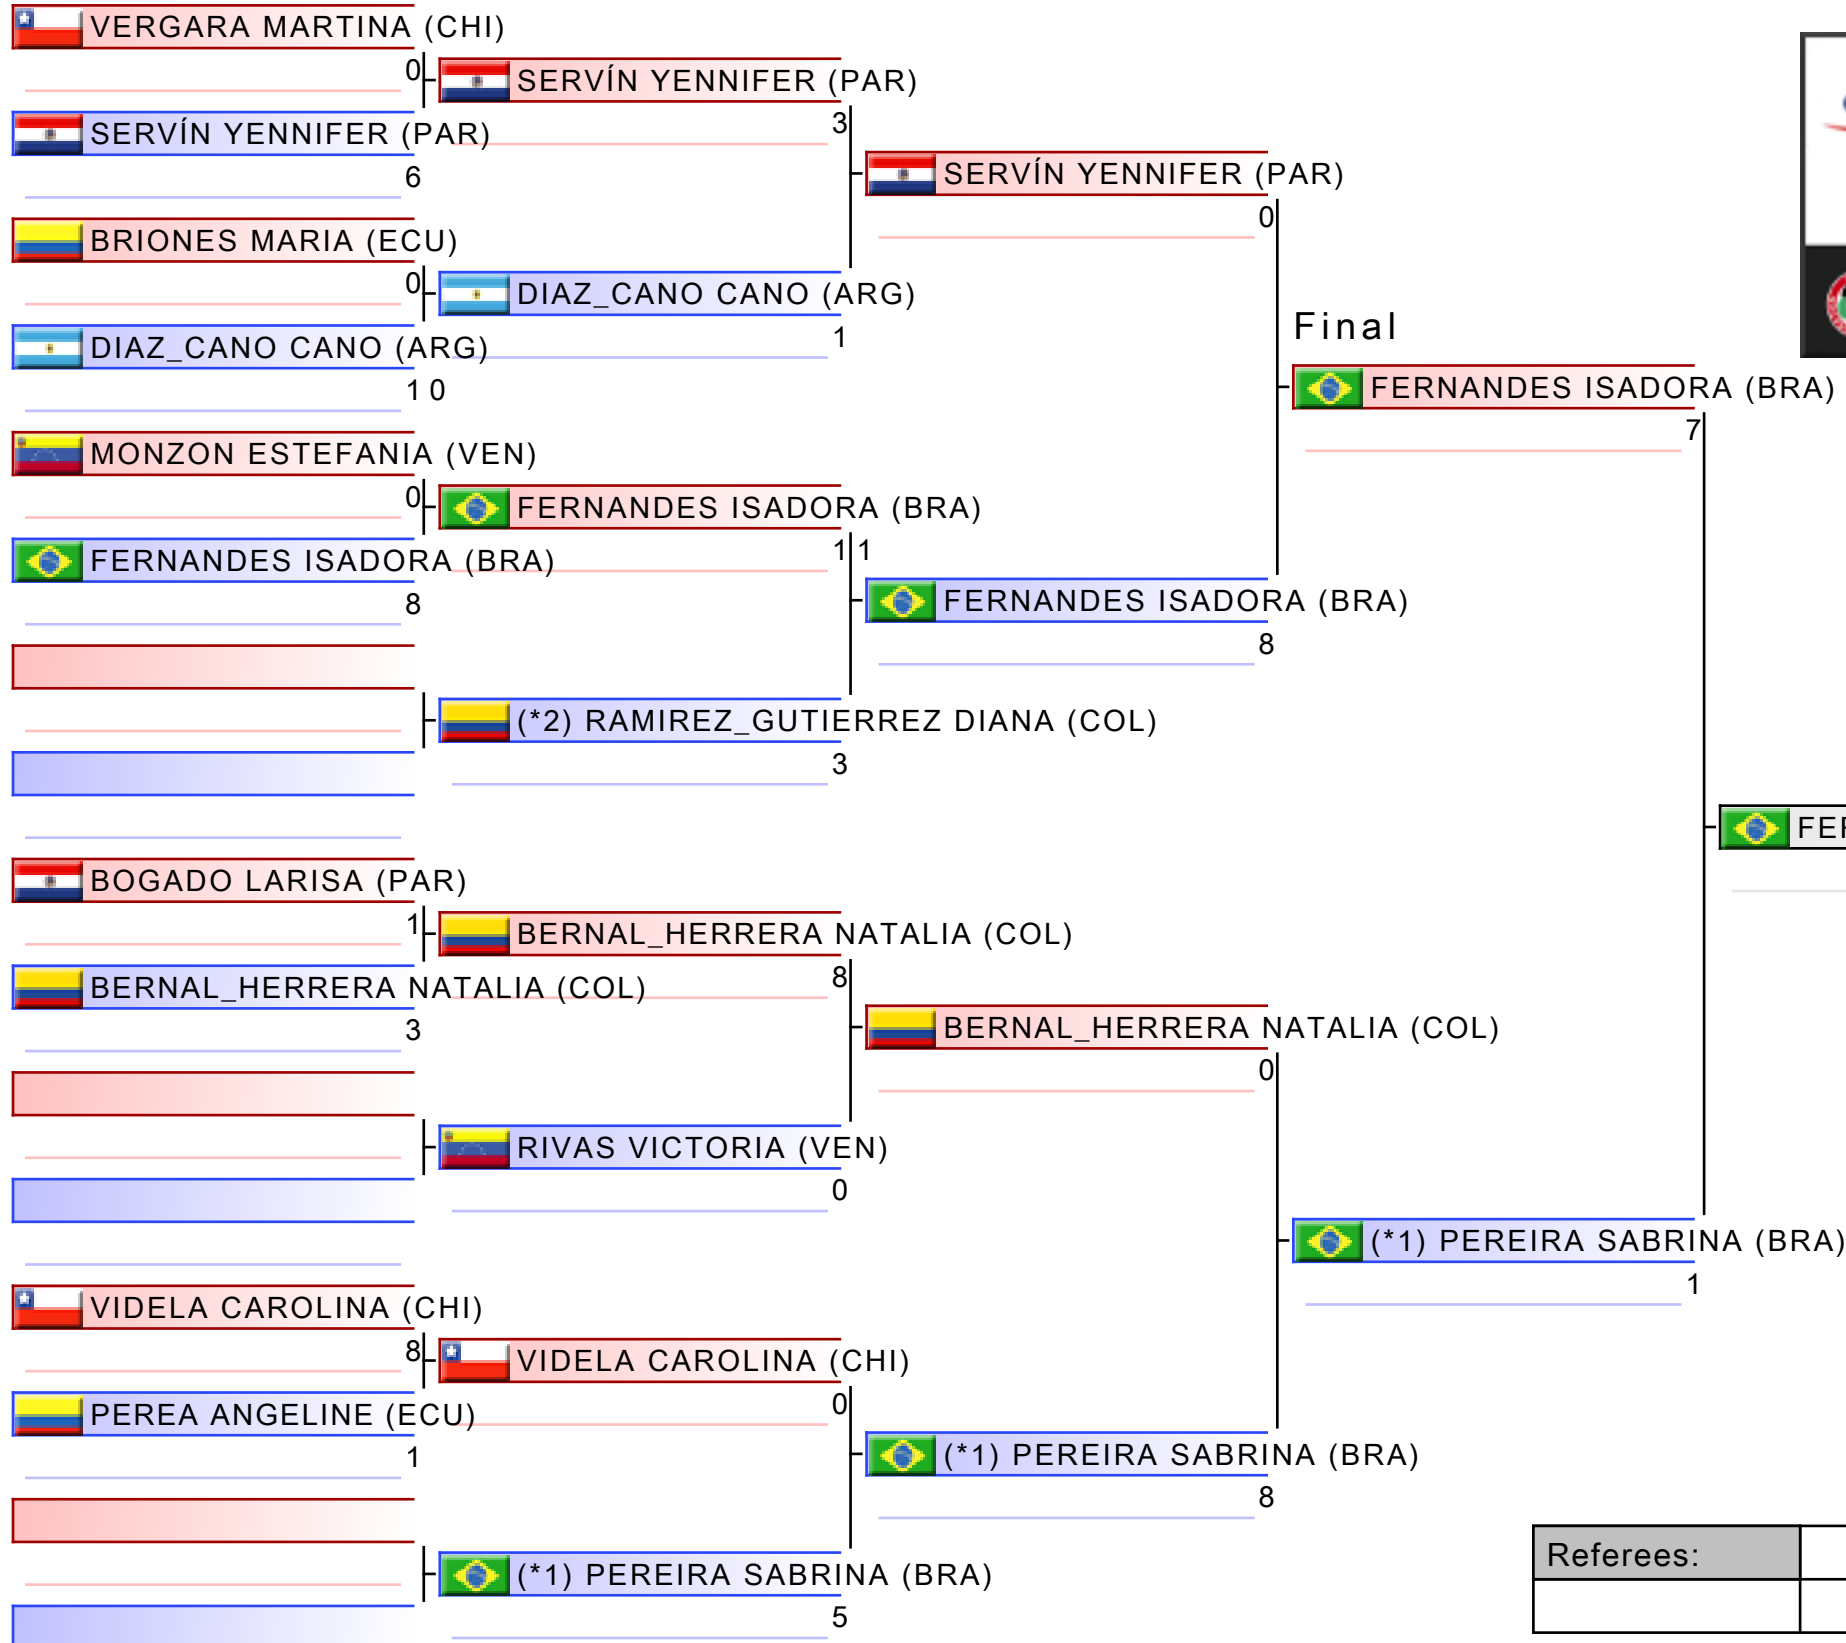 VERGARA MARTINA (CHI)
0
SERVÍN YENNIFER (PAR)
6
BRIONES MARIA (ECU)
0
DIAZ_CANO CANO (ARG)
10
MONZON ESTEFANIA (VEN)
0
FERNANDES ISADORA (BRA)
8
BOGADO LARISA (PAR)
1
BERNAL_HERRERA NATALIA (COL)
3
VIDELA CAROLINA (CHI)
8
PEREA ANGELINE (ECU)
1
SERVÍN YENNIFER (PAR)
3
DIAZ_CANO CANO (ARG)
1
FERNANDES ISADORA (BRA)
11
(*2) RAMIREZ_GUTIERREZ DIANA (COL)
3
BERNAL_HERRERA NATALIA (COL)
8
RIVAS VICTORIA (VEN)
0
VIDELA CAROLINA (CHI)
0
(*1) PEREIRA SABRINA (BRA)
5
SERVÍN YENNIFER (PAR)
0
FERNANDES ISADORA (BRA)
8
BERNAL_HERRERA NATALIA (COL)
0
(*1) PEREIRA SABRINA (BRA)
8
Final
FERNANDES ISADORA (BRA)
7
(*1) PEREIRA SABRINA (BRA)
1
Referees: